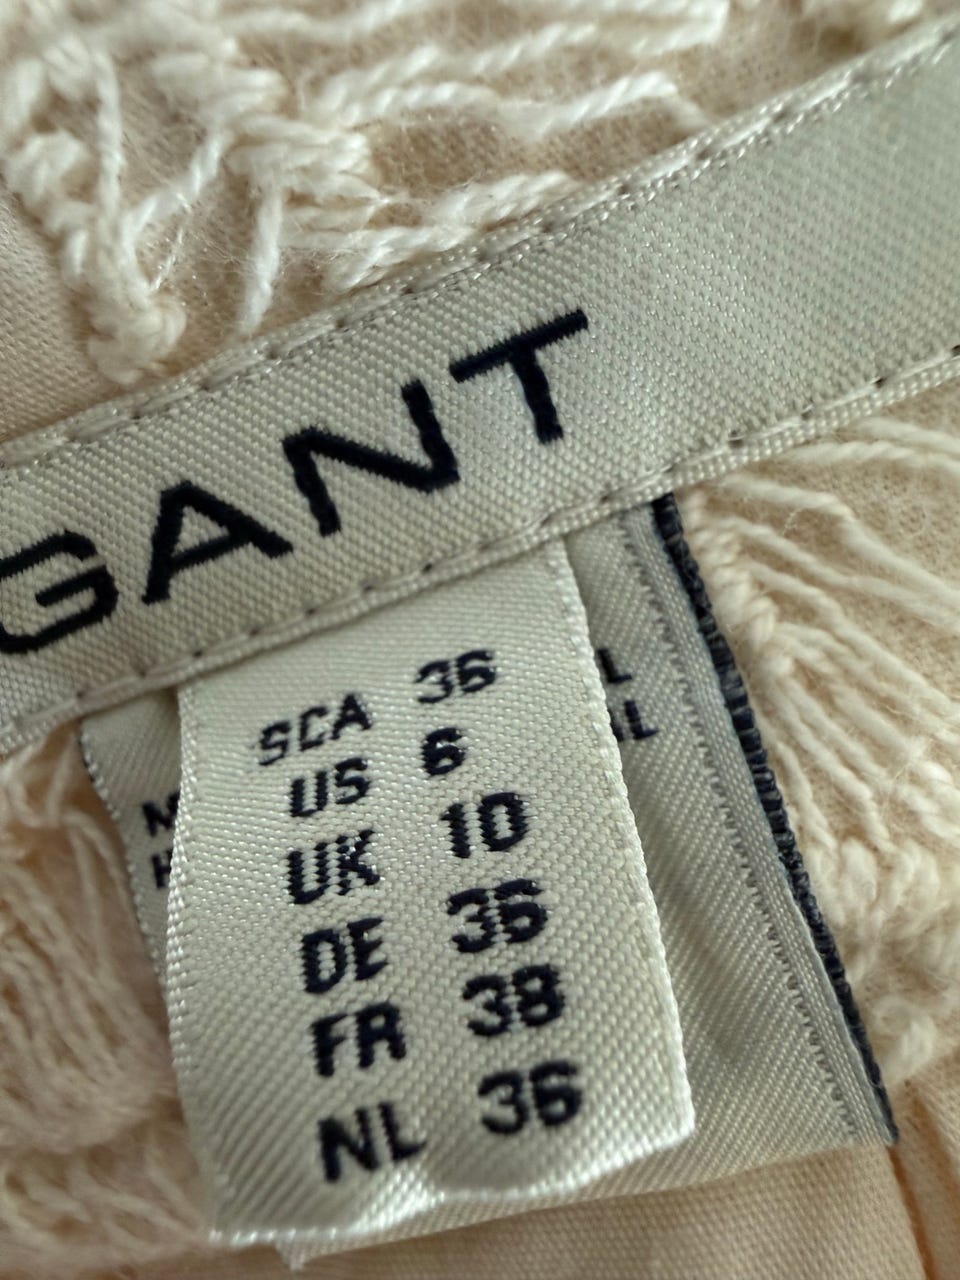 GANT
SCA 36
US 6
UK 10
DE 36
FR 38
NL 36